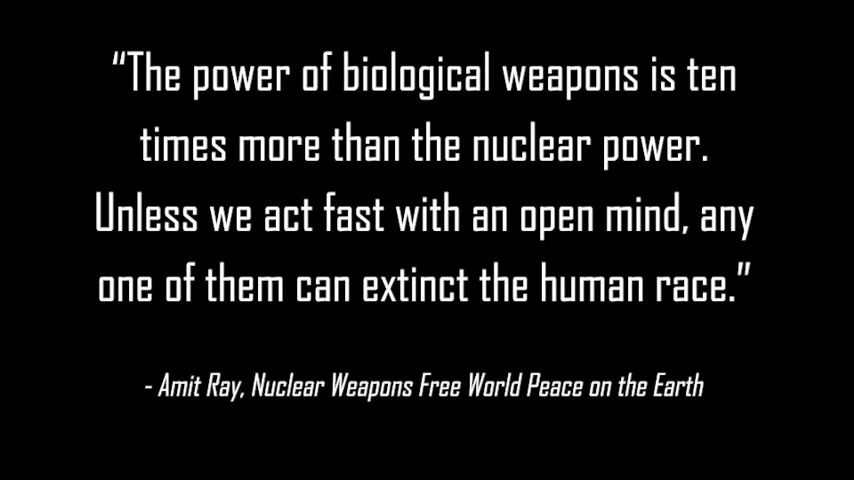 “The power of biological weapons is ten
times more than the nuclear power.
Unless we act fast with an open mind, any
one of them can extinct the human race.”
- Amit Ray, Nuclear Weapons Free World Peace on the Earth